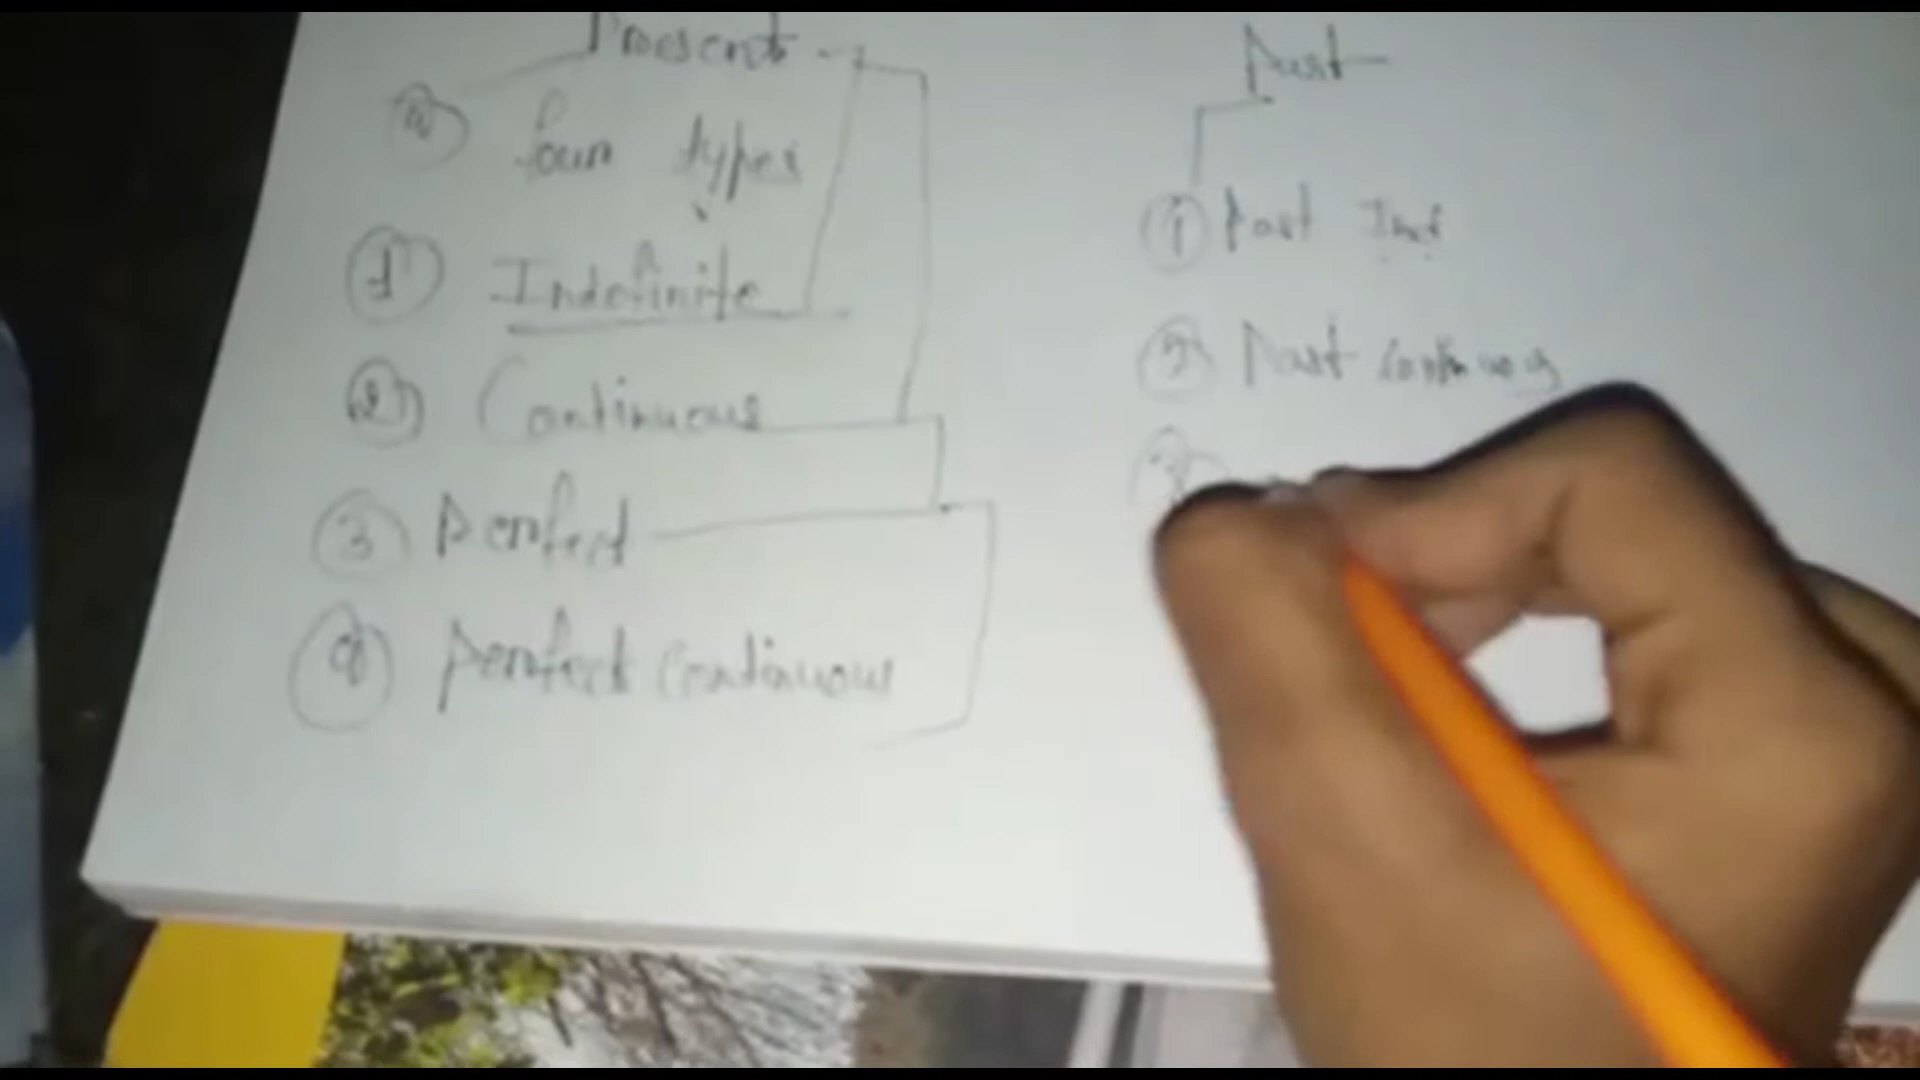 Present
four types
① Indefinite
② Continuous
③ Perfect
④ Perfect Continuous
Past
① Past Ind
② Past Continuous
③